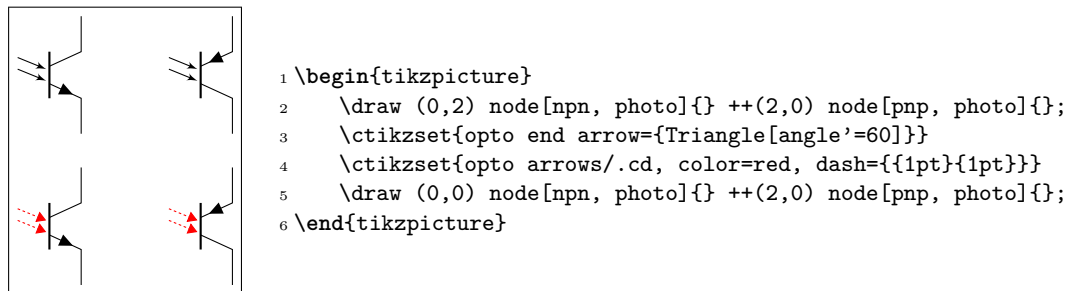 1 \begin{tikzpicture}
2     \draw (0,2) node[npn, photo]{} ++(2,0) node[pnp, photo]{};
3     \ctikzset{opto end arrow={Triangle[angle'=60]}}
4     \ctikzset{opto arrows/.cd, color=red, dash={{1pt}{1pt}}}
5     \draw (0,0) node[npn, photo]{} ++(2,0) node[pnp, photo]{};
6 \end{tikzpicture}